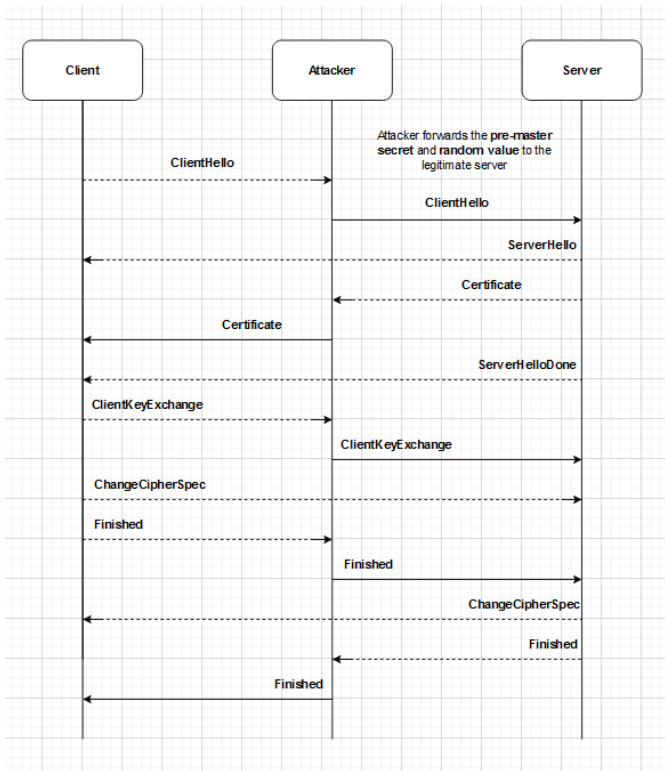 Client
Attacker
Server
Attacker forwards the pre-master
secret and random value to the
legitimate server
ClientHello
ClientHello
ServerHello
Certificate
Certificate
ServerHelloDone
ClientKeyExchange
ClientKeyExchange
ChangeCipherSpec
Finished
Finished
ChangeCipherSpec
Finished
Finished